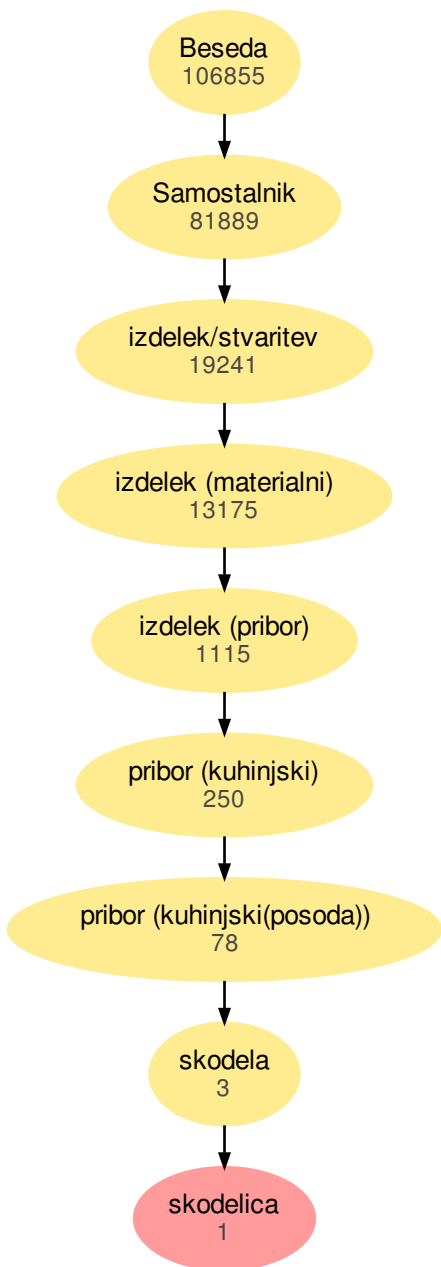 Beseda
106855
Samostalnik
81889
izdelek/stvaritev
19241
izdelek (materialni)
13175
izdelek (pribor)
1115
pribor (kuhinjski)
250
pribor (kuhinjski(posoda))
78
skodela
3
skodelica
1